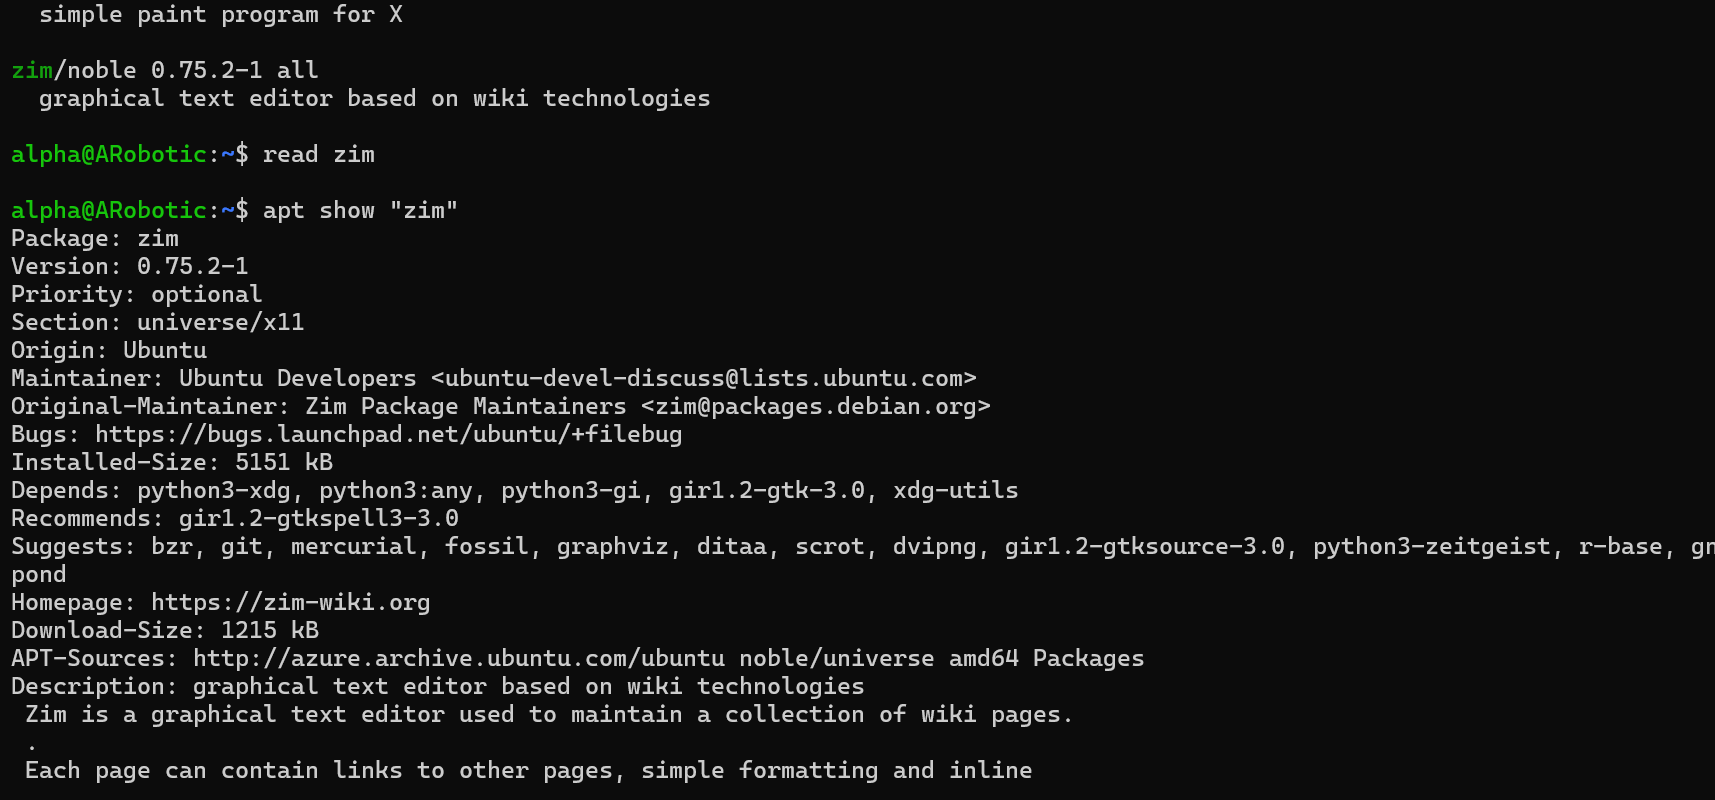 simple paint program for X
zim/noble 0.75.2-1 all
graphical text editor based on wiki technologies
alpha@ARobotic:~$ read zim
alpha@ARobotic:~$ apt show "zim"
Package: zim
Version: 0.75.2-1
Priority: optional
Section: universe/x11
Origin: Ubuntu
Maintainer: Ubuntu Developers <ubuntu-devel-discuss@lists.ubuntu.com>
Original-Maintainer: Zim Package Maintainers <zim@packages.debian.org>
Bugs: https://bugs.launchpad.net/ubuntu/+filebug
Installed-Size: 5151 kB
Depends: python3-xdg, python3:any, python3-gi, gir1.2-gtk-3.0, xdg-utils
Recommends: gir1.2-gtkspell3-3.0
Suggests: bzr, git, mercurial, fossil, graphviz, ditaa, scrot, dvipng, gir1.2-gtksource-3.0, python3-zeitgeist, r-base, gn
pond
Homepage: https://zim-wiki.org
Download-Size: 1215 kB
APT-Sources: http://azure.archive.ubuntu.com/ubuntu noble/universe amd64 Packages
Description: graphical text editor based on wiki technologies
Zim is a graphical text editor used to maintain a collection of wiki pages.
.
Each page can contain links to other pages, simple formatting and inline